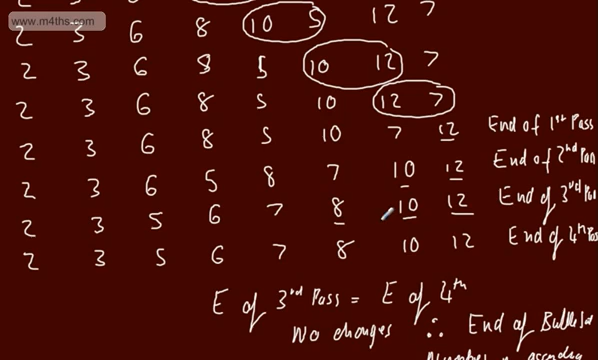 www.m4ths.com
2 3 6 8 10 5 12 7
2 3 6 8 5 10 12 7
2 3 6 8 5 10 12 7
2 3 6 8 5 10 7 12 End of 1st Pass
2 3 6 5 8 7 10 12 End of 2nd Pass
2 3 5 6 7 8 10 12 End of 3rd Pass
2 3 5 6 7 8 10 12 End of 4th Pass
E of 3rd Pass = E of 4th
No changes ∴ End of Bubble